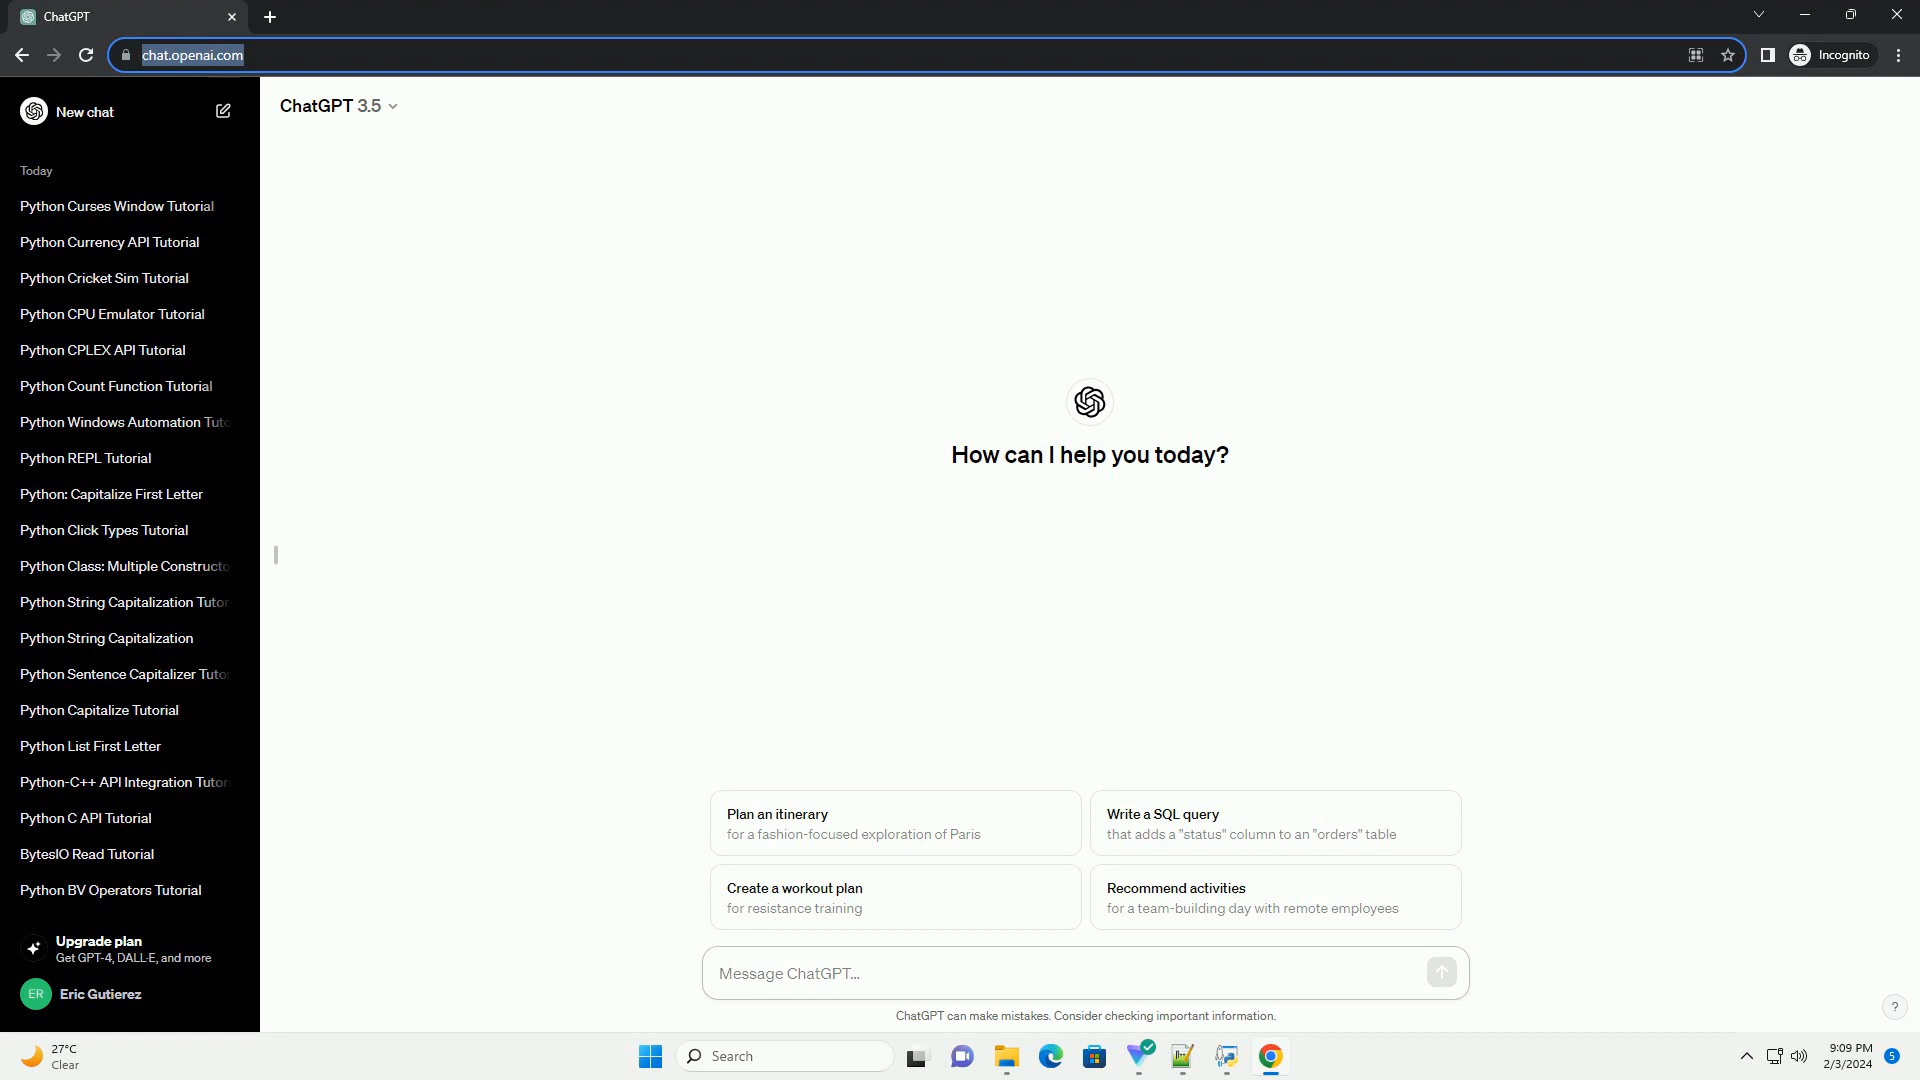 ChatGPT
chat.openai.com
Incognito
New chat
ChatGPT 3.5
Today
Python Curses Window Tutorial
Python Currency API Tutorial
Python Cricket Sim Tutorial
Python CPU Emulator Tutorial
Python CPLEX API Tutorial
Python Count Function Tutorial
Python Windows Automation Tuto
Python REPL Tutorial
Python: Capitalize First Letter
Python Click Types Tutorial
Python Class: Multiple Constructo
Python String Capitalization Tutor
Python String Capitalization
Python Sentence Capitalizer Tutor
Python Capitalize Tutorial
Python List First Letter
Python-C++ API Integration Tutor
Python C API Tutorial
BytesIO Read Tutorial
Python BV Operators Tutorial
Upgrade plan
Get GPT-4, DALL·E, and more
ER Eric Gutierez
How can I help you today?
Plan an itinerary
for a fashion-focused exploration of Paris
Write a SQL query
that adds a "status" column to an "orders" table
Create a workout plan
for resistance training
Recommend activities
for a team-building day with remote employees
Message ChatGPT...
ChatGPT can make mistakes. Consider checking important information.
?
27°C
Clear
Search
9:09 PM
2/3/2024
5